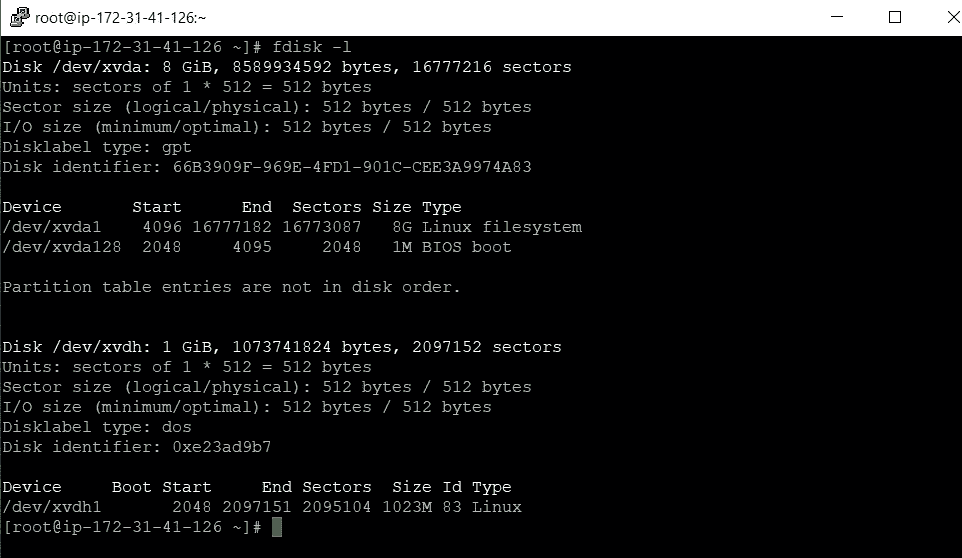 root@ip-172-31-41-126:~
[root@ip-172-31-41-126 ~]# fdisk -l
Disk /dev/xvda: 8 GiB, 8589934592 bytes, 16777216 sectors
Units: sectors of 1 * 512 = 512 bytes
Sector size (logical/physical): 512 bytes / 512 bytes
I/O size (minimum/optimal): 512 bytes / 512 bytes
Disklabel type: gpt
Disk identifier: 66B3909F-969E-4FD1-901C-CEE3A9974A83
Device       Start      End  Sectors Size Type
/dev/xvda1    4096 16777182 16773087   8G Linux filesystem
/dev/xvda128  2048     4095     2048   1M BIOS boot
Partition table entries are not in disk order.
Disk /dev/xvdh: 1 GiB, 1073741824 bytes, 2097152 sectors
Units: sectors of 1 * 512 = 512 bytes
Sector size (logical/physical): 512 bytes / 512 bytes
I/O size (minimum/optimal): 512 bytes / 512 bytes
Disklabel type: dos
Disk identifier: 0xe23ad9b7
Device     Boot Start     End Sectors  Size Id Type
/dev/xvdh1       2048 2097151 2095104 1023M 83 Linux
[root@ip-172-31-41-126 ~]#